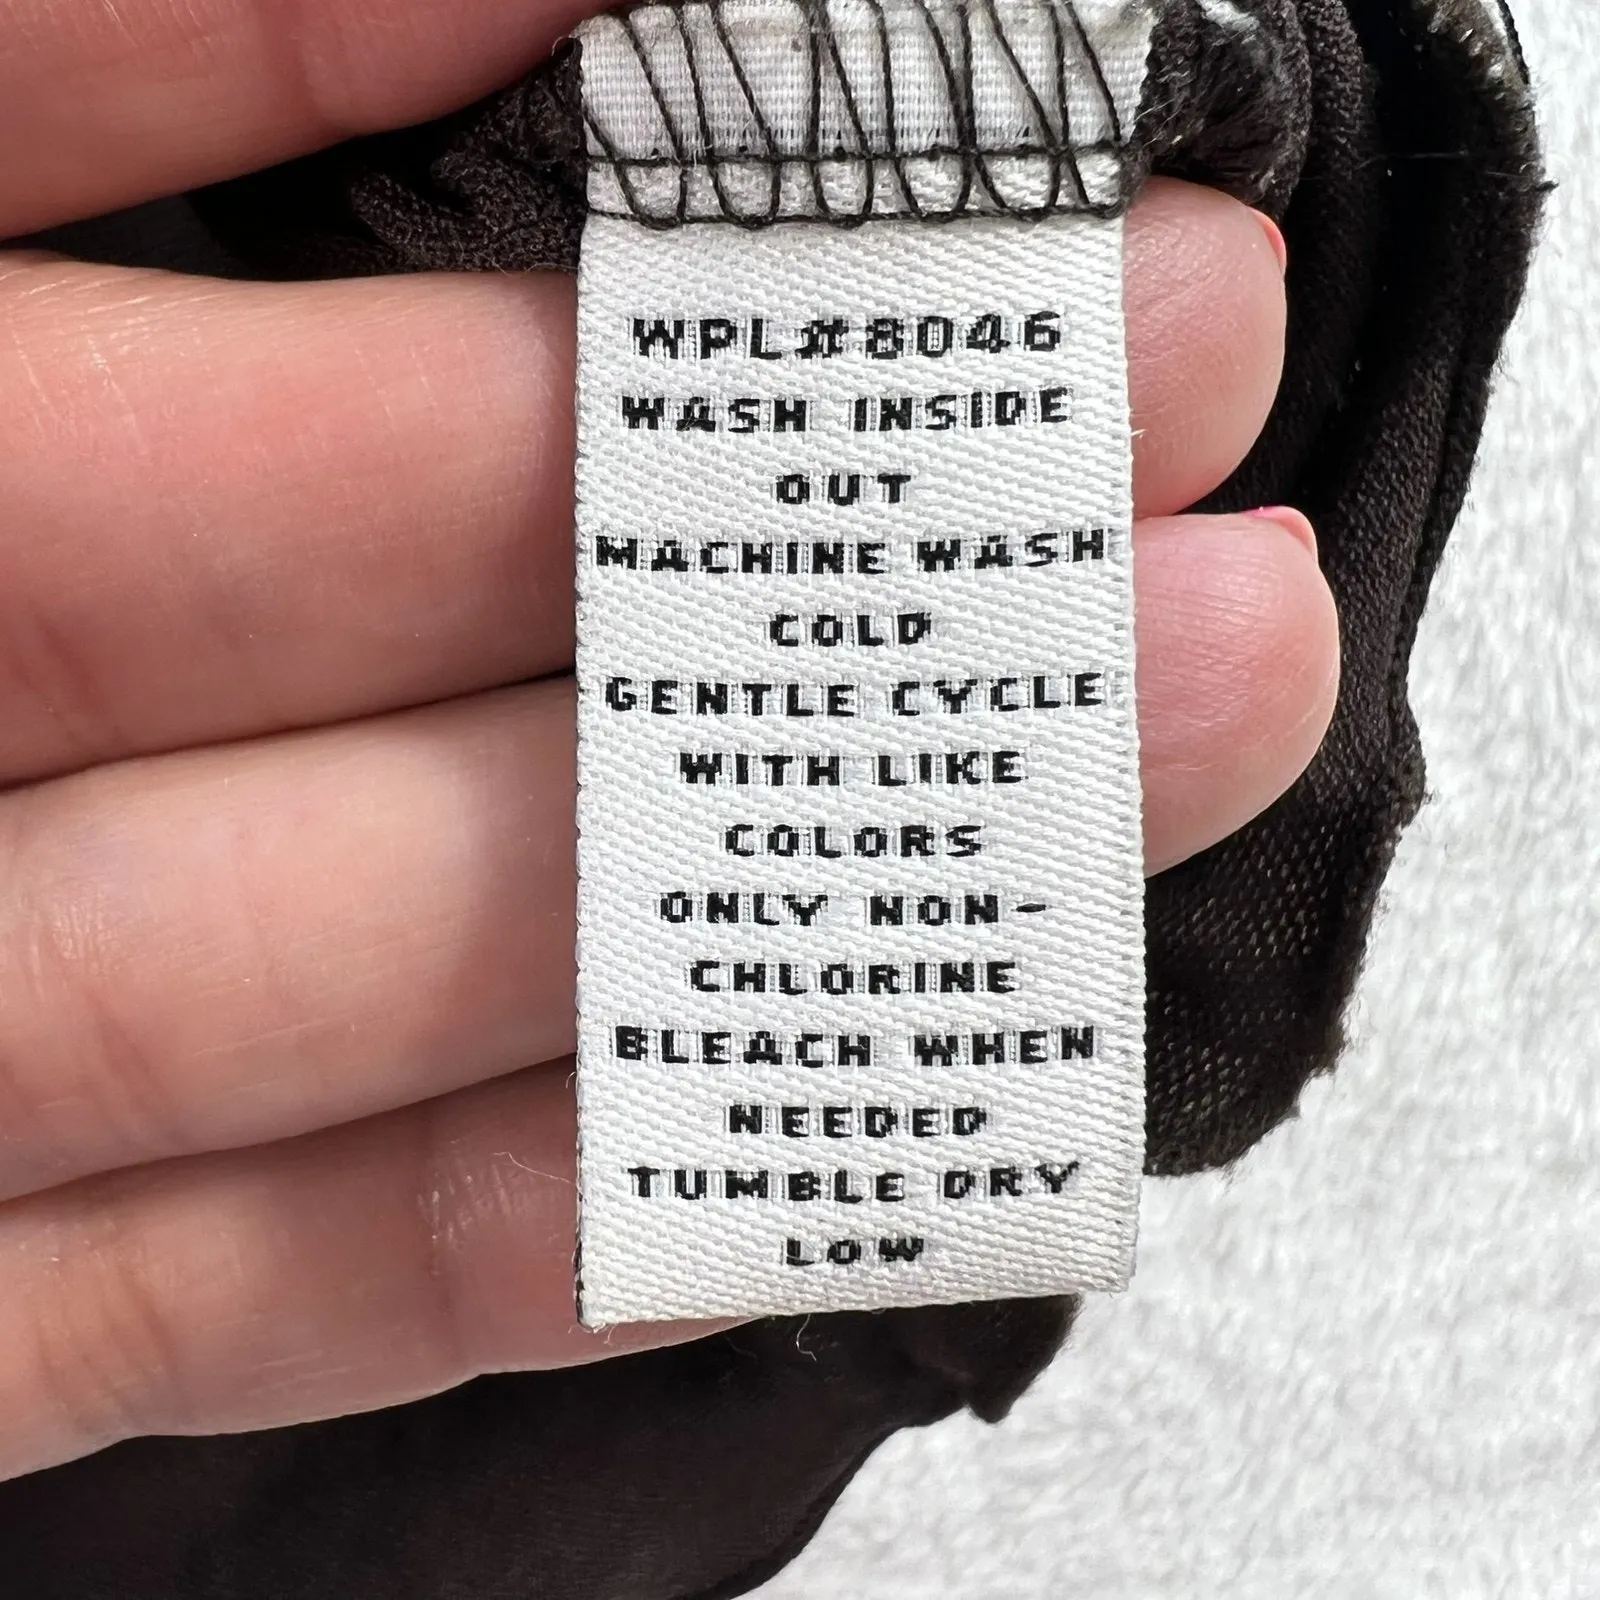 WPL#8046
WASH INSIDE
OUT
MACHINE WASH
COLD
GENTLE CYCLE
WITH LIKE
COLORS
ONLY NON-
CHLORINE
BLEACH WHEN
NEEDED
TUMBLE DRY
LOW